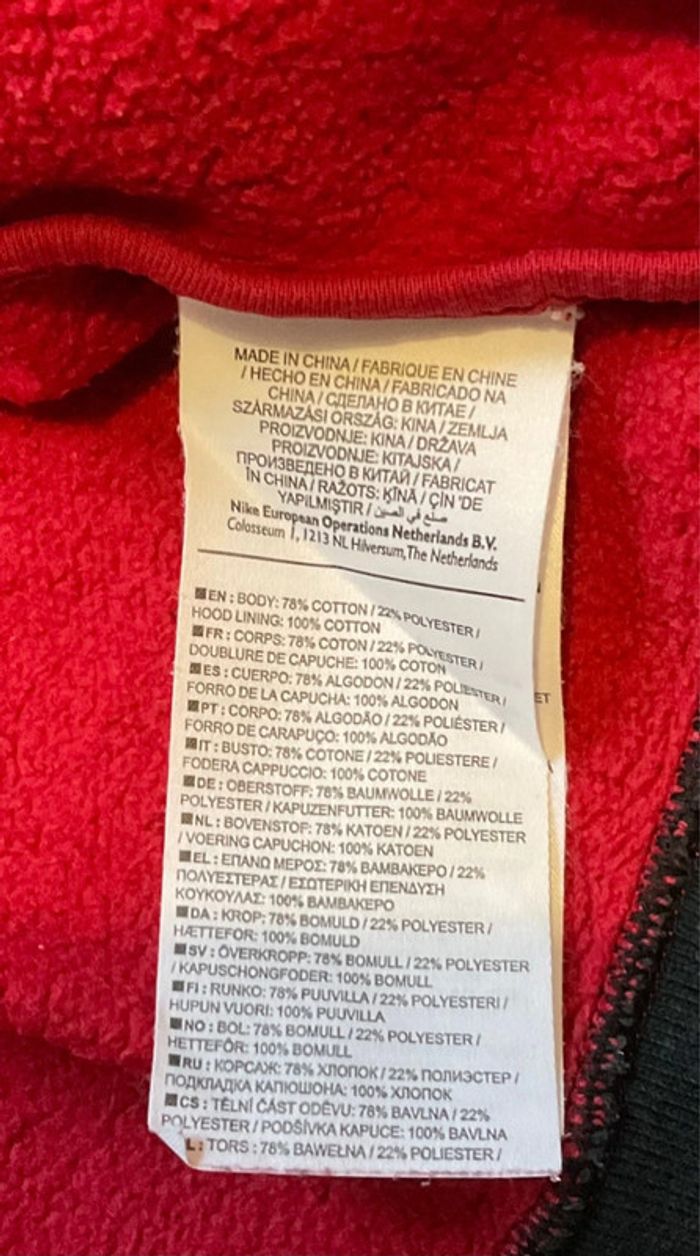 MADE IN CHINA / FABRIQUE EN CHINE
/ HECHO EN CHINA / FABRICADO NA
CHINA / СДЕЛАНО В КИТАЕ /
SZÁRMAZÁSI ORSZÁG: KINA / ZEMLJA
PROIZVODNJE: KINA / DRŽAVA
PROIZVODNJE: KITAJSKA /
ПРОИЗВЕДЕНО В КИТАЙ / FABRICAT
ÎN CHINA / RAŽOTS: ĶĪNĀ / ÇİN 'DE
YAPILMIŞTIR / صنع في الصين
Nike European Operations Netherlands B.V.
Colosseum 1, 1213 NL Hilversum, The Netherlands
EN : BODY: 78% COTTON / 22% POLYESTER /
HOOD LINING: 100% COTTON
FR : CORPS: 78% COTON / 22% POLYESTER /
DOUBLURE DE CAPUCHE: 100% COTON
ES : CUERPO: 78% ALGODON / 22% POLIESTER /
FORRO DE LA CAPUCHA: 100% ALGODON
PT : CORPO: 78% ALGODÃO / 22% POLIÉSTER /
FORRO DE CARAPUÇO: 100% ALGODÃO
IT : BUSTO: 78% COTONE / 22% POLIESTERE /
FODERA CAPPUCCIO: 100% COTONE
DE : OBERSTOFF: 78% BAUMWOLLE / 22%
POLYESTER / KAPUZENFUTTER: 100% BAUMWOLLE
NL : BOVENSTOF: 78% KATOEN / 22% POLYESTER
/ VOERING CAPUCHON: 100% KATOEN
EL : ΕΠΑΝΩ ΜΕΡΟΣ: 78% ΒΑΜΒΑΚΕΡΟ / 22%
ΠΟΛΥΕΣΤΕΡΑΣ / ΕΣΩΤΕΡΙΚΗ ΕΠΕΝΔΥΣΗ
ΚΟΥΚΟΥΛΑΣ: 100% ΒΑΜΒΑΚΕΡΟ
DA : KROP: 78% BOMULD / 22% POLYESTER /
HÆTTEFOR: 100% BOMULD
SV : ÖVERKROPP: 78% BOMULL / 22% POLYESTER
/ KAPUSCHONGFODER: 100% BOMULL
FI : RUNKO: 78% PUUVILLA / 22% POLYESTERI /
HUPUN VUORI: 100% PUUVILLA
NO : BOL: 78% BOMULL / 22% POLYESTER /
HETTEFÔR: 100% BOMULL
RU : КОРСАЖ: 78% ХЛОПОК / 22% ПОЛИЭСТЕР /
ПОДКЛАДКА КАПЮШОНА: 100% ХЛОПОК
CS : TĚLNÍ ČÁST ODĚVU: 78% BAVLNA / 22%
POLYESTER / PODŠÍVKA KAPUCE: 100% BAVLNA
L : TORS : 78% BAWEŁNA / 22% POLIESTER /
ET